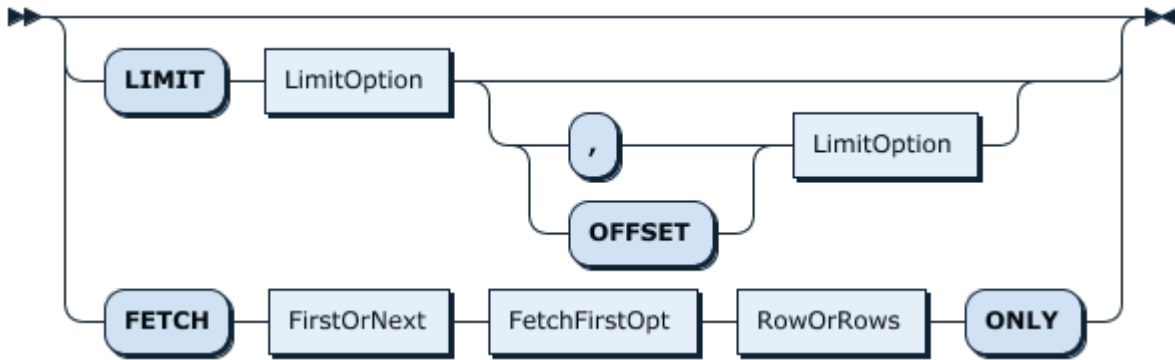 LIMIT LimitOption
, LimitOption
OFFSET
FETCH FirstOrNext FetchFirstOpt RowOrRows ONLY